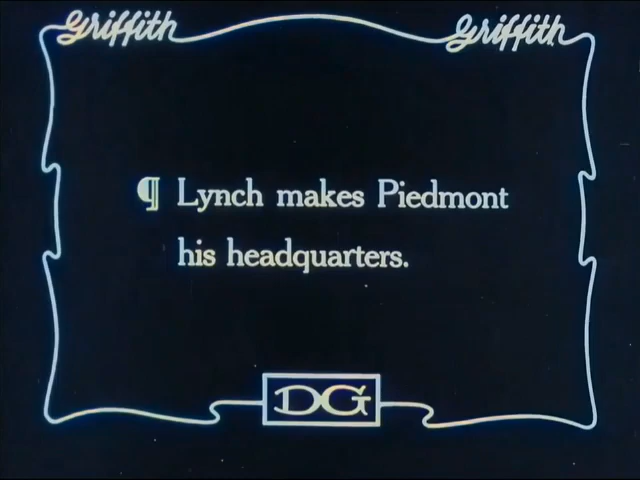 Griffith Griffith
¶ Lynch makes Piedmont
his headquarters.
DG